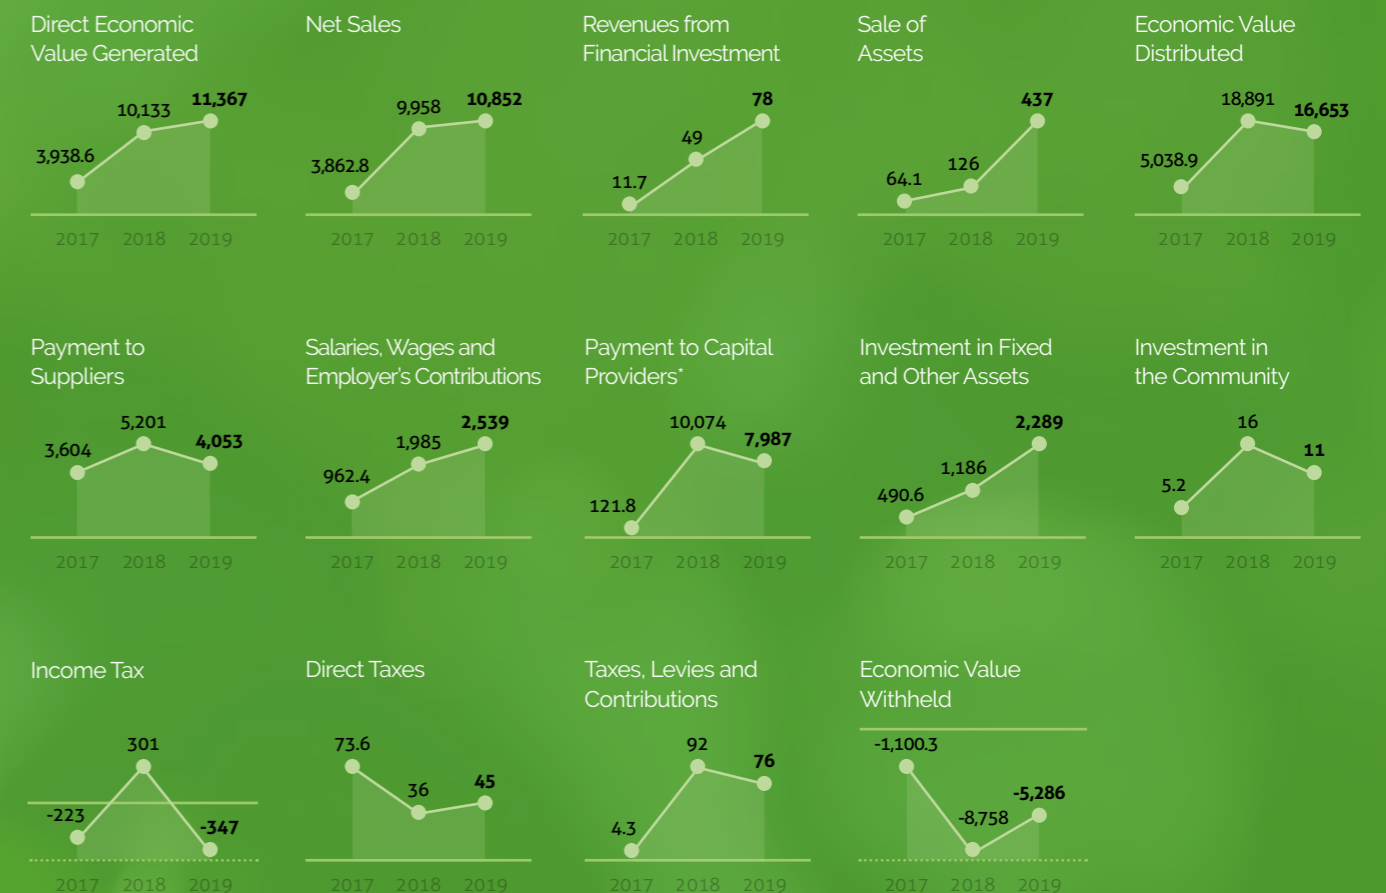 Direct Economic
Value Generated
3,938.6
10,133
11,367
2017 2018 2019
Net Sales
3,862.8
9,958
10,852
2017 2018 2019
Revenues from
Financial Investment
11.7
49
78
2017 2018 2019
Sale of
Assets
64.1
126
437
2017 2018 2019
Economic Value
Distributed
5,038.9
18,891
16,653
2017 2018 2019
Payment to
Suppliers
3,604
5,201
4,053
2017 2018 2019
Salaries, Wages and
Employer's Contributions
962.4
1,985
2,539
2017 2018 2019
Payment to Capital
Providers*
121.8
10,074
7,987
2017 2018 2019
Investment in Fixed
and Other Assets
490.6
1,186
2,289
2017 2018 2019
Investment in
the Community
5.2
16
11
2017 2018 2019
Income Tax
-223
301
-347
2017 2018 2019
Direct Taxes
73.6
36
45
2017 2018 2019
Taxes, Levies and
Contributions
4.3
92
76
2017 2018 2019
Economic Value
Withheld
-1,100.3
-8,758
-5,286
2017 2018 2019